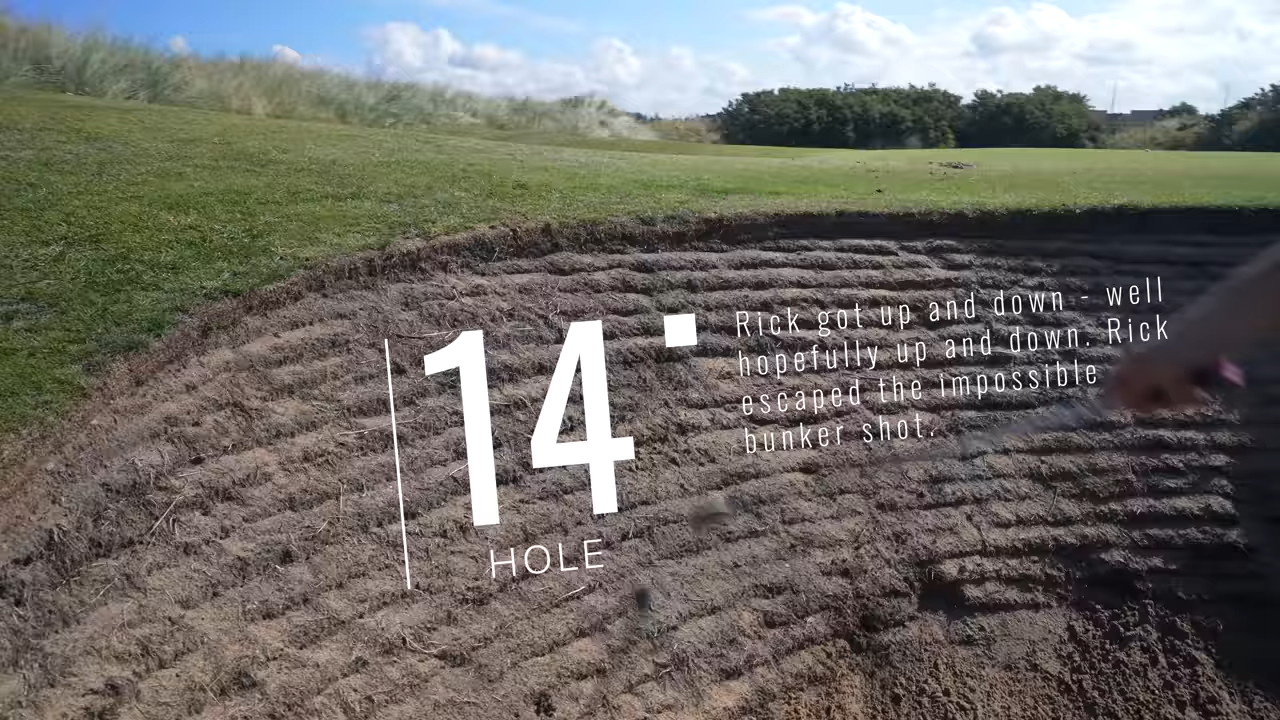 14
HOLE
Rick got up and down - well
hopefully up and down. Rick
escaped the impossible
bunker shot.